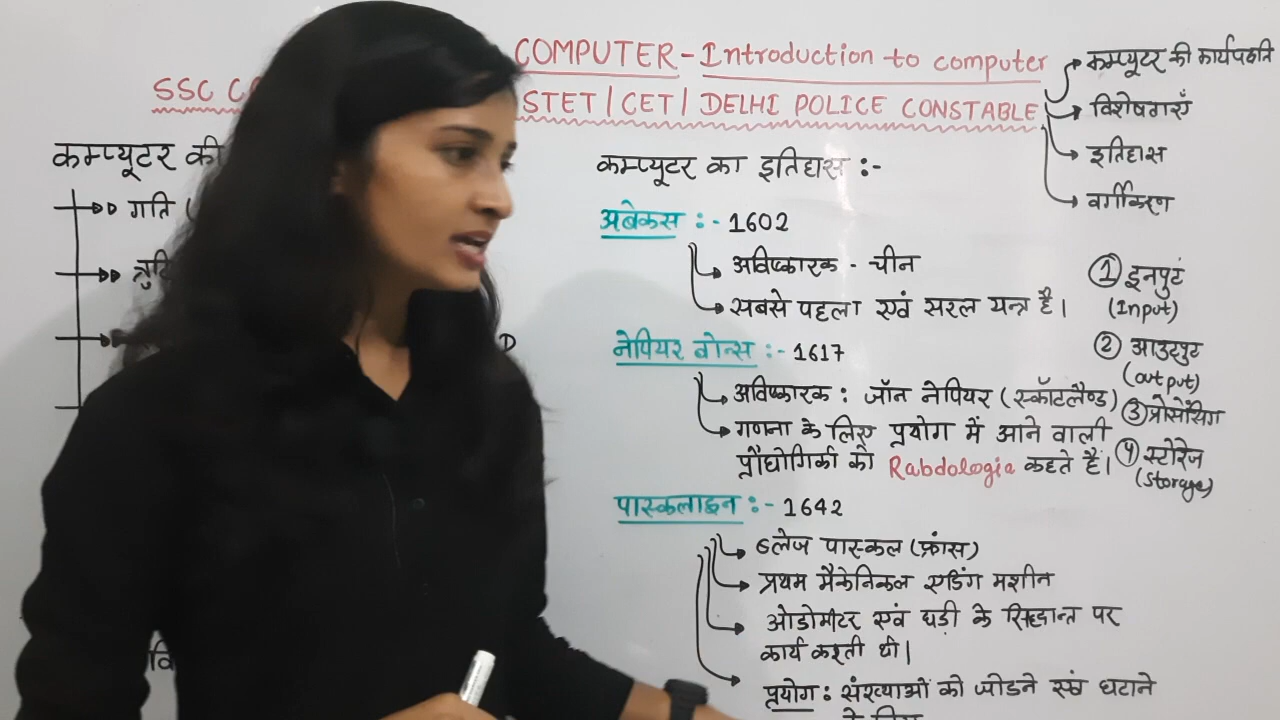 COMPUTER - Introduction to computer
SSC STET | CET | DELHI POLICE CONSTABLE
कम्प्यूटर की कार्यपद्धति
विशेषताएँ
इतिहास
वर्गीकरण
कम्प्यूटर की
गति
कम्प्यूटर का इतिहास :-
अबेकस :- 1602
अविष्कारक - चीन
सबसे पहला एवं सरल यन्त्र है।
नेपियर बोन्स :- 1617
अविष्कारक : जॉन नेपियर (स्कॉटलैण्ड)
गणना के लिए प्रयोग में आने वाली
प्रौद्योगिकी को Rabdologia कहते हैं।
पास्कलाइन :- 1642
ब्लेज पास्कल (फ्रांस)
प्रथम मैकेनिकल एडिंग मशीन
ओडोमीटर एवं घड़ी के सिद्धान्त पर
कार्य करती थी।
प्रयोग : संख्याओं को जोडने एवं घटाने
① इनपुट
(Input)
② आउटपुट
(output)
③ प्रोसेसिंग
④ स्टोरेज
(Storage)